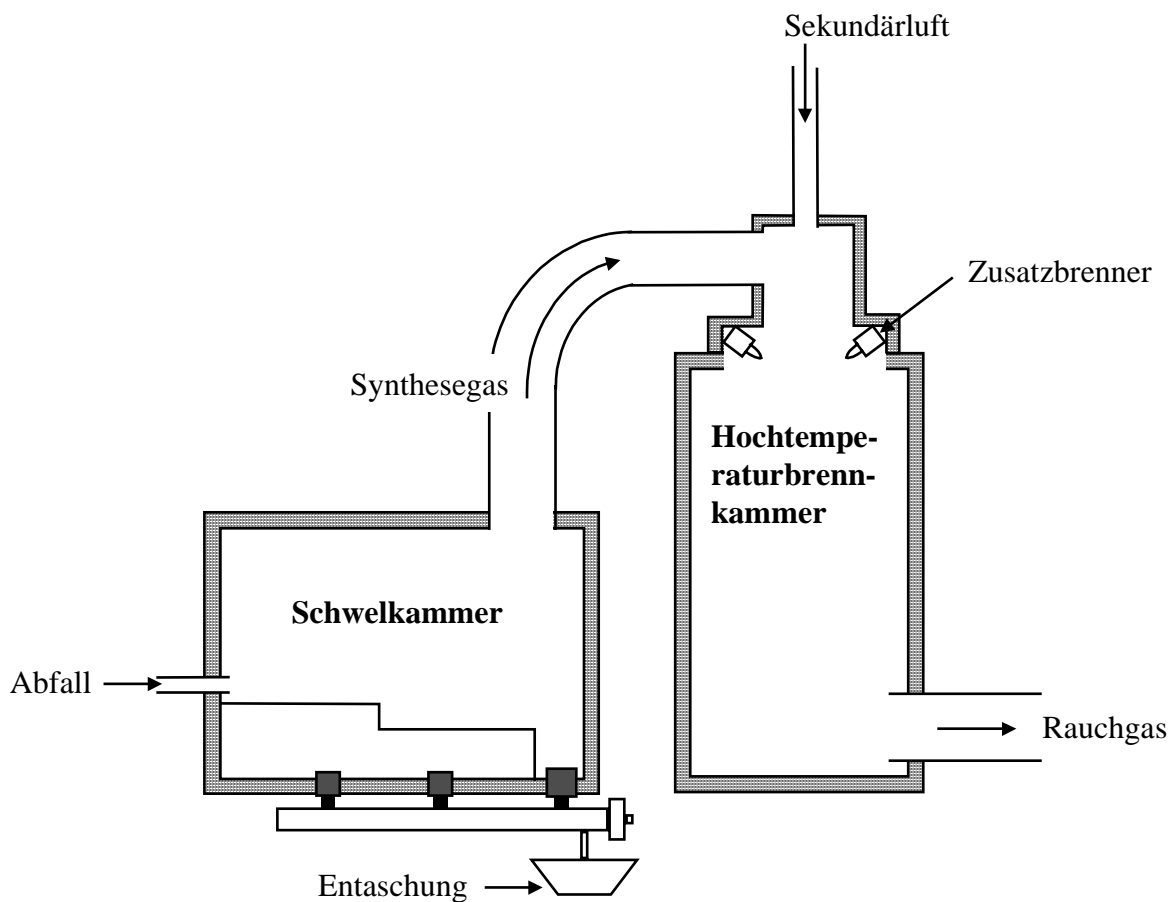 Sekundärluft
Zusatzbrenner
Synthesegas
Hochtempe-
raturbrenn-
kammer
Schwelkammer
Abfall
Rauchgas
Entaschung